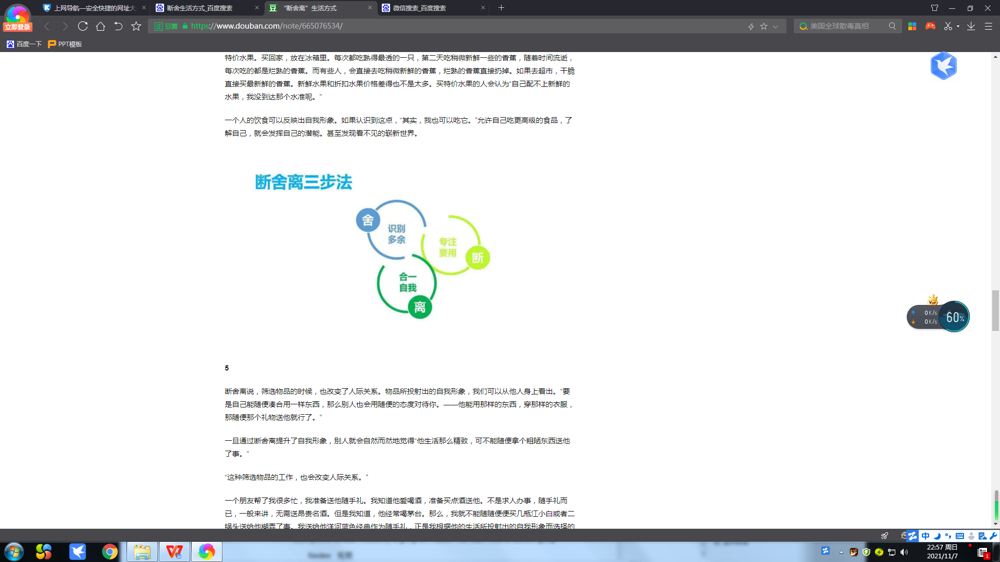 上网导航—安全快捷的网址大
断舍生活方式_百度搜索
“断舍离”生活方式
微信搜索_百度搜索
立即登录
证 豆瓣
https://www.douban.com/note/665076534/
美国全球散毒真相
百度一下
PPT模板
特价水果。买回家，放在冰箱里。每次都吃熟得最透的一只，第二天吃稍微新鲜一些的香蕉，随着时间流逝，
每次吃的都是烂熟的香蕉。而有些人，会直接去吃稍微新鲜的香蕉，烂熟的香蕉直接扔掉。如果去超市，干脆
直接买最新鲜的香蕉。新鲜水果和折扣水果价格差得也不是太多。买特价水果的人会认为“自己配不上新鲜的
水果，我没到达那个水准呢。”
一个人的饮食可以反映出自我形象。如果认识到这点，“其实，我也可以吃它。”允许自己吃更高级的食品，了
解自己，就会发挥自己的潜能。甚至发现看不见的崭新世界。
断舍离三步法
舍
识别
多余
专注
要用
断
合一
自我
离
VIP
0K/s
0K/s
60%
5
断舍离说，筛选物品的时候，也改变了人际关系。物品所投射出的自我形象，我们可以从他人身上看出。“要
是自己能随便凑合用一样东西，那么别人也会用随便的态度对待你。——他能用那样的东西，穿那样的衣服，
那随便那个礼物送他就行了。”
一旦通过断舍离提升了自我形象，别人就会自然而然地觉得“他生活那么精致，可不能随便拿个粗陋东西送他
了事。”
“这种筛选物品的工作，也会改变人际关系。”
一个朋友帮了我很多忙，我准备送他随手礼。我知道他爱喝酒，准备买点酒送他。不是求人办事，随手礼而
已，一般来讲，无需送昂贵名酒。但是我知道，他经常喝茅台。那么，我就不能随随便便买几瓶江小白或者二
锅头送给他糊弄了事。我送给他洋河蓝色经典作为随手礼，正是我根据他的生活所投射出的自我形象而选择的
中
22:57 周日
2021/11/7
1